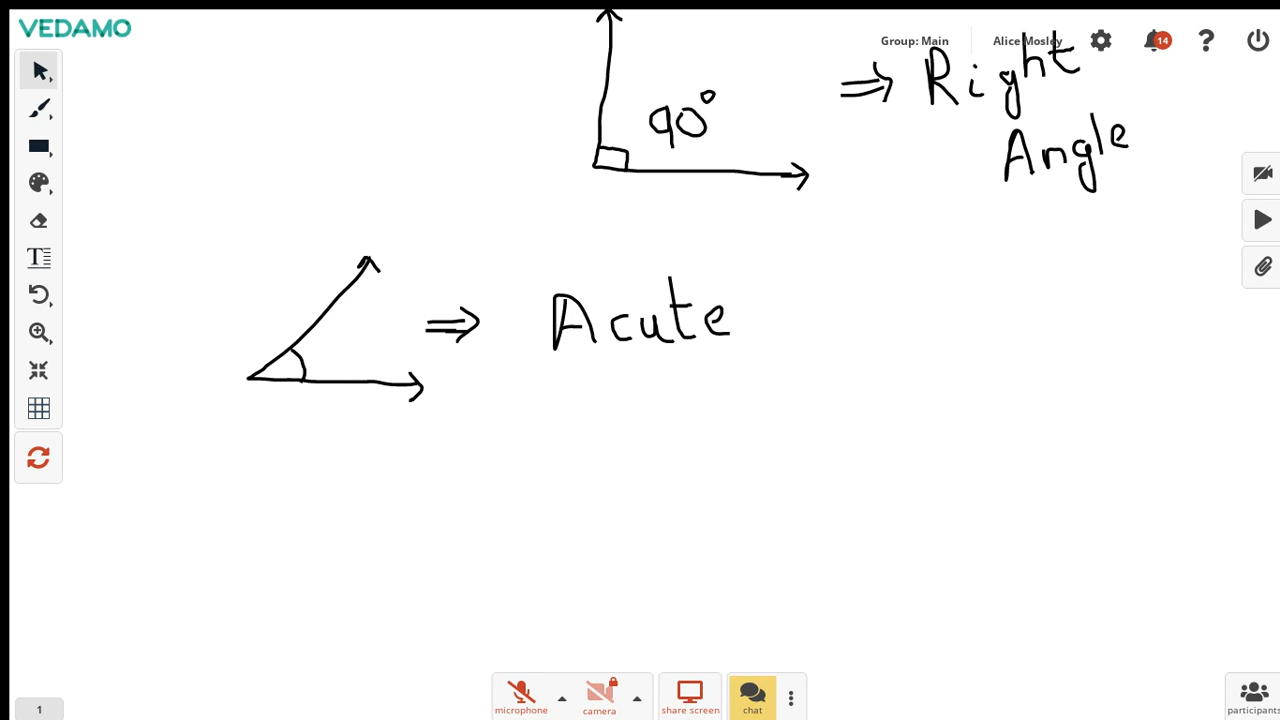 VEDAMO
Group: Main
Alice Mosley
14
?
90°
⇒ Right
Angle
⇒ Acute
T
1
microphone
camera
share screen
chat
participants